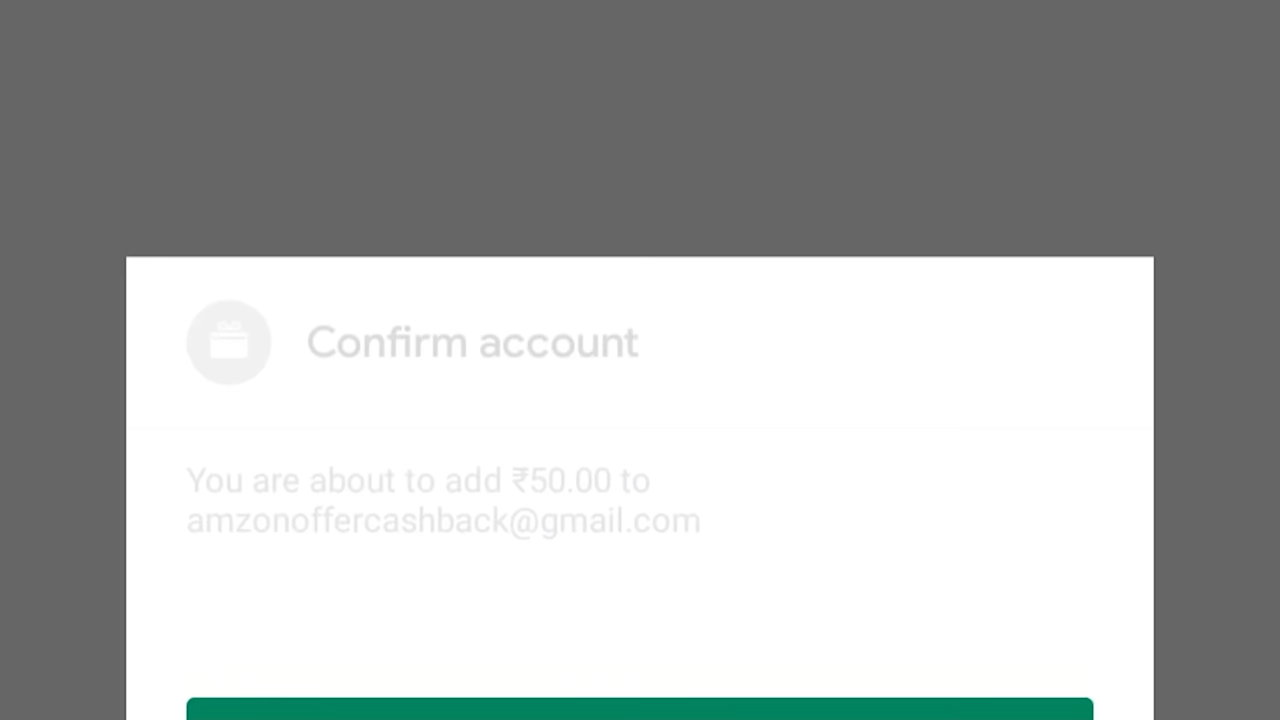 Confirm account
You are about to add ₹50.00 to
amzonoffercashback@gmail.com